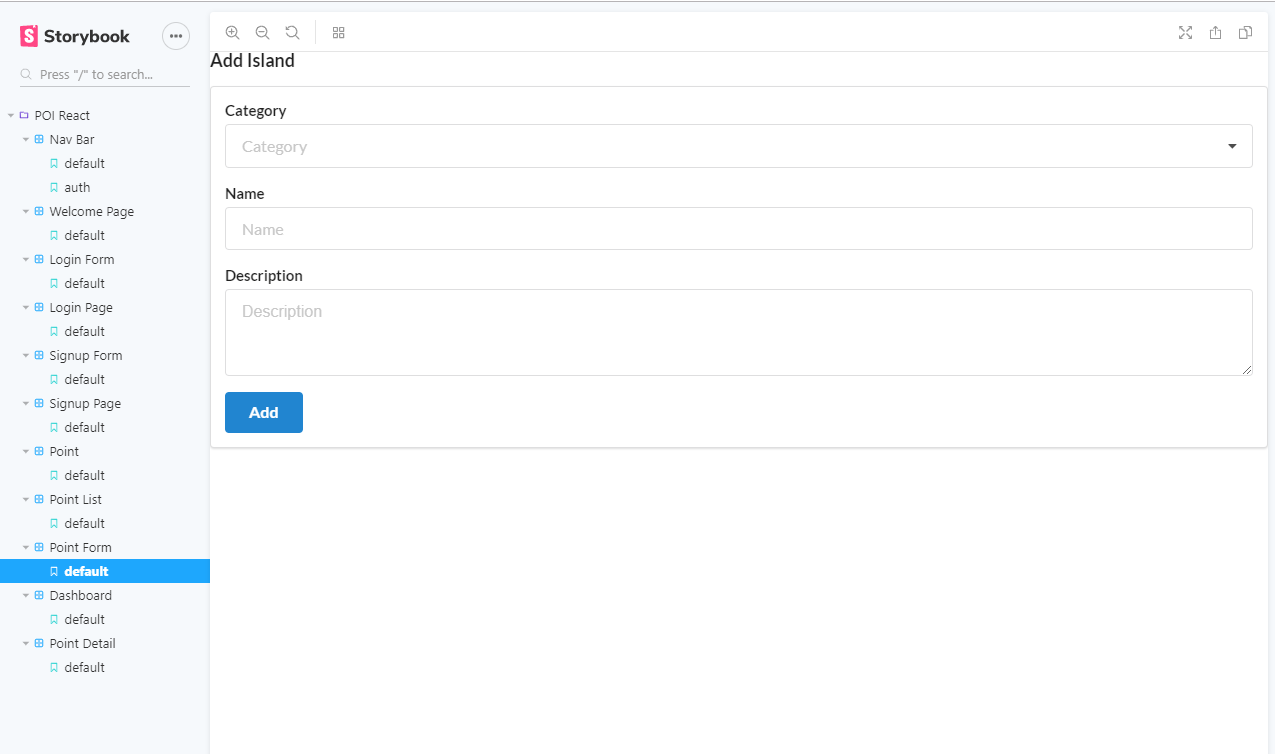 Storybook
Press "/" to search...
POI React
Nav Bar
default
auth
Welcome Page
default
Login Form
default
Login Page
default
Signup Form
default
Signup Page
default
Point
default
Point List
default
Point Form
default
Dashboard
default
Point Detail
default
Add Island
Category
Category
Name
Name
Description
Description
Add